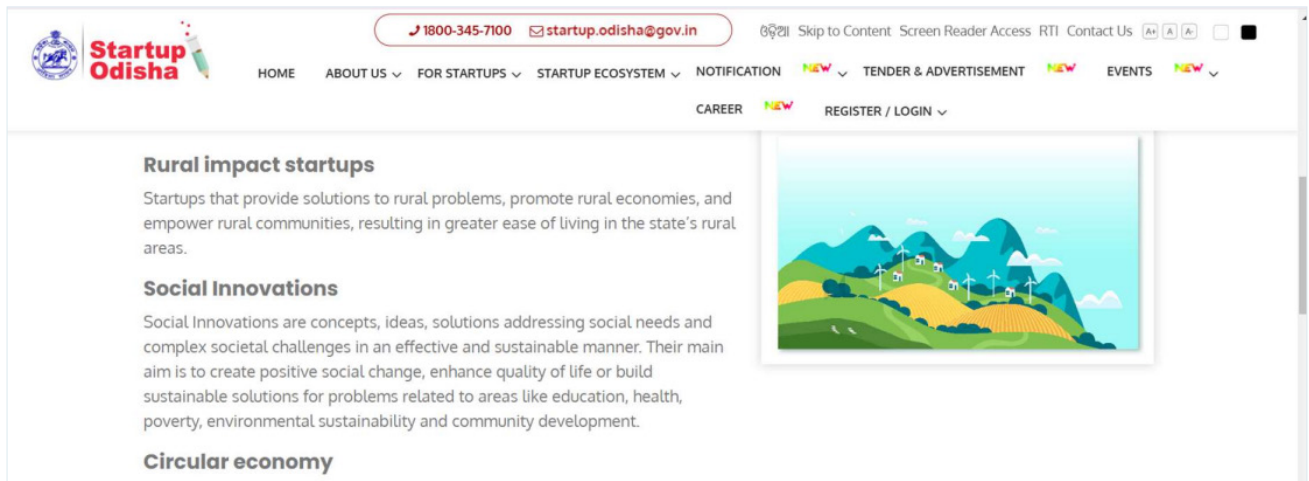 Startup
Odisha
1800-345-7100 startup.odisha@gov.in
ଓଡ଼ିଆ Skip to Content Screen Reader Access RTI Contact Us A+ A A-
HOME ABOUT US FOR STARTUPS STARTUP ECOSYSTEM NOTIFICATION NEW TENDER & ADVERTISEMENT NEW EVENTS NEW
CAREER NEW REGISTER / LOGIN
Rural impact startups
Startups that provide solutions to rural problems, promote rural economies, and
empower rural communities, resulting in greater ease of living in the state's rural
areas.
Social Innovations
Social Innovations are concepts, ideas, solutions addressing social needs and
complex societal challenges in an effective and sustainable manner. Their main
aim is to create positive social change, enhance quality of life or build
sustainable solutions for problems related to areas like education, health,
poverty, environmental sustainability and community development.
Circular economy